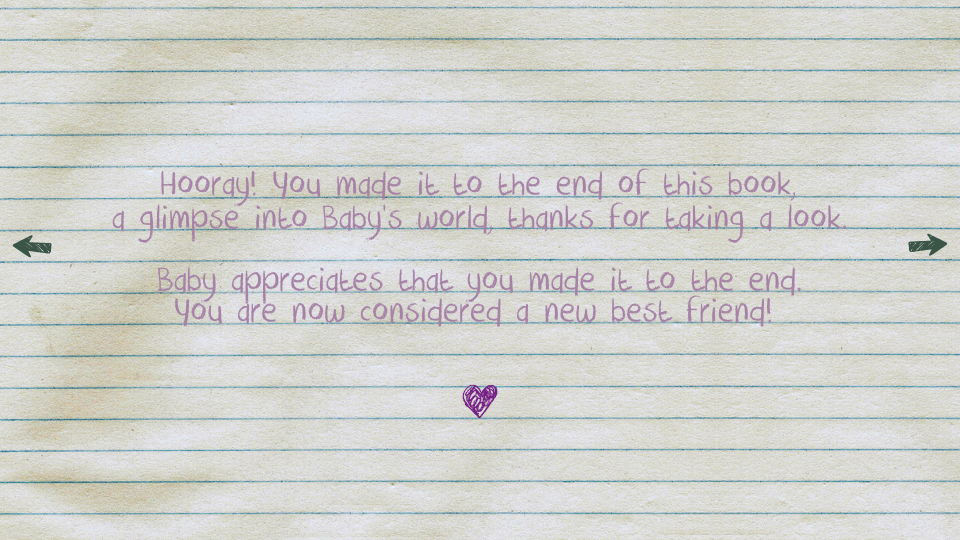 Hooray! You made it to the end of this book,
a glimpse into Baby's world, thanks for taking a look.
Baby appreciates that you made it to the end.
You are now considered a new best friend!